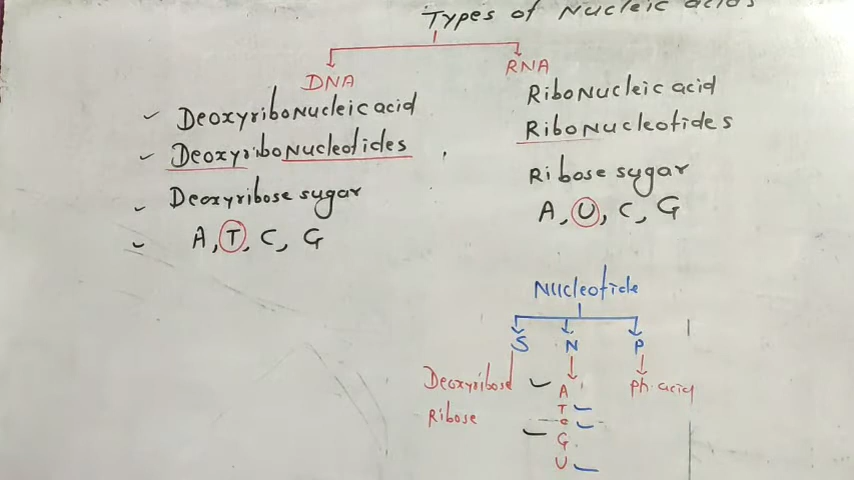 Types of Nucleic acids
DNA
RNA
Deoxyribonucleic acid
Deoxyribonucleotides
Deoxyribose sugar
A, T, C, G
Ribonucleic acid
Ribonucleotides
Ribose sugar
A, U, C, G
Nucleotide
S N P
Deoxyribose
Ribose
A
T
C
G
U
Ph. acid